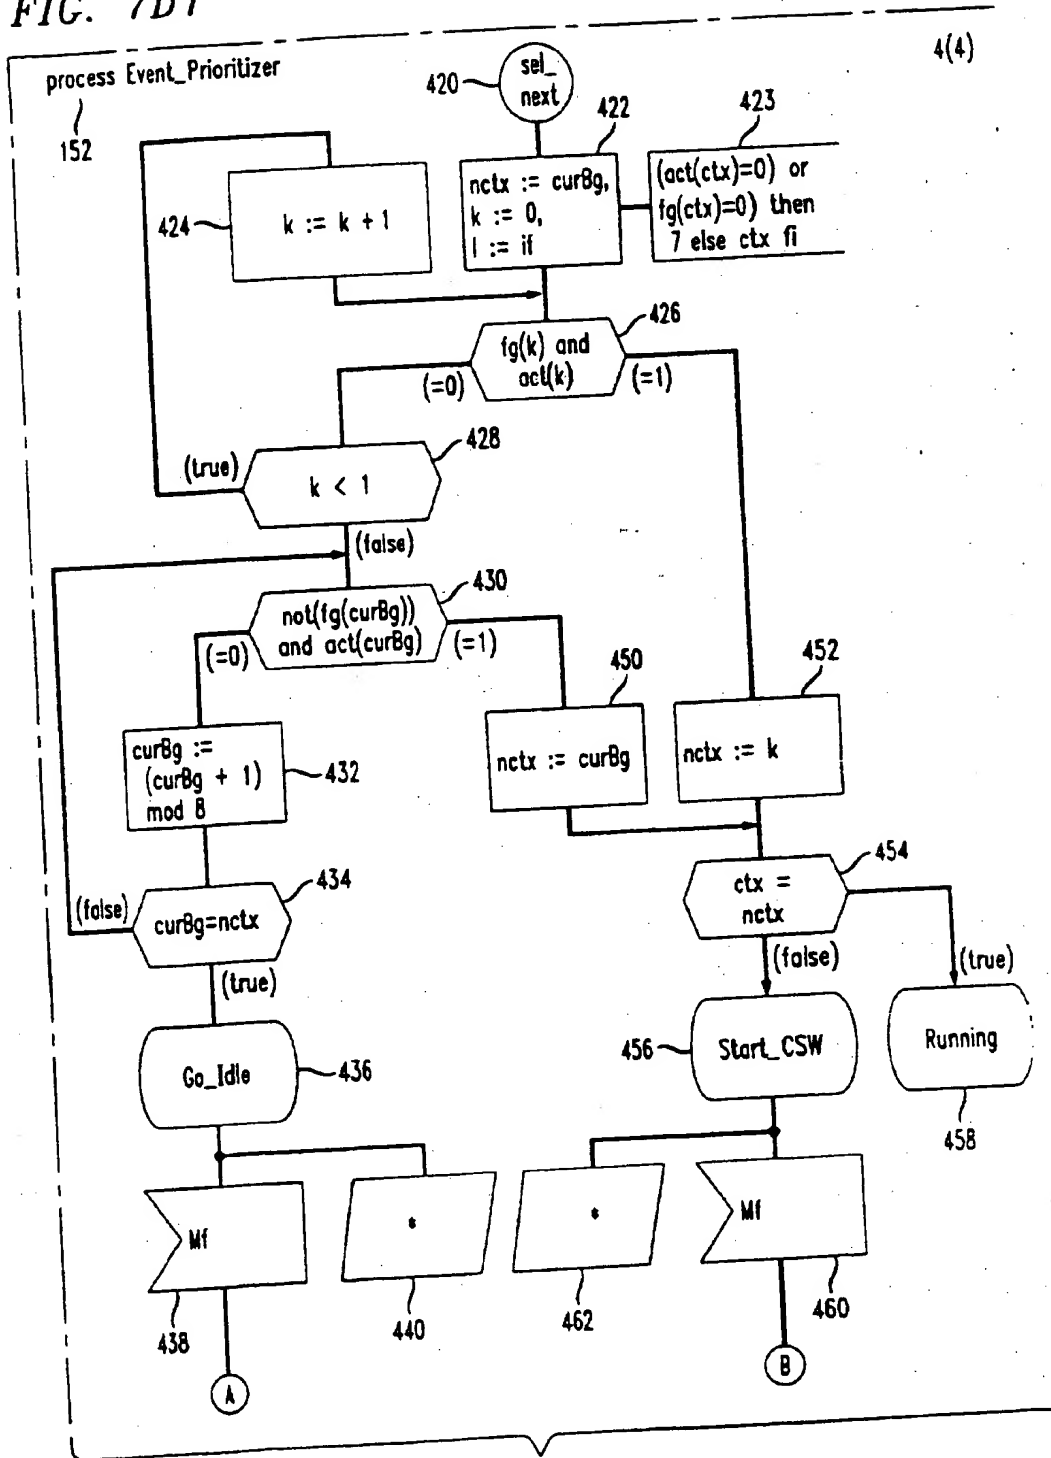 FIG. 7B1
4(4)
process Event_Prioritizer
152
420
sel_
next
422
423
nctx := curBg,
k := 0,
l := if
(act(ctx)=0) or
fg(ctx)=0) then
7 else ctx fi
424
k := k + 1
426
fg(k) and
act(k)
(=0)
(=1)
428
(true)
k < 1
(false)
430
not(fg(curBg))
and act(curBg)
(=0)
(=1)
450
452
curBg :=
(curBg + 1)
mod 8
432
nctx := curBg
nctx := k
454
ctx =
nctx
434
(false)
curBg=nctx
(true)
(false)
(true)
436
Go_Idle
456
Start_CSW
Running
458
Mf
*
*
Mf
438
440
462
460
A
B